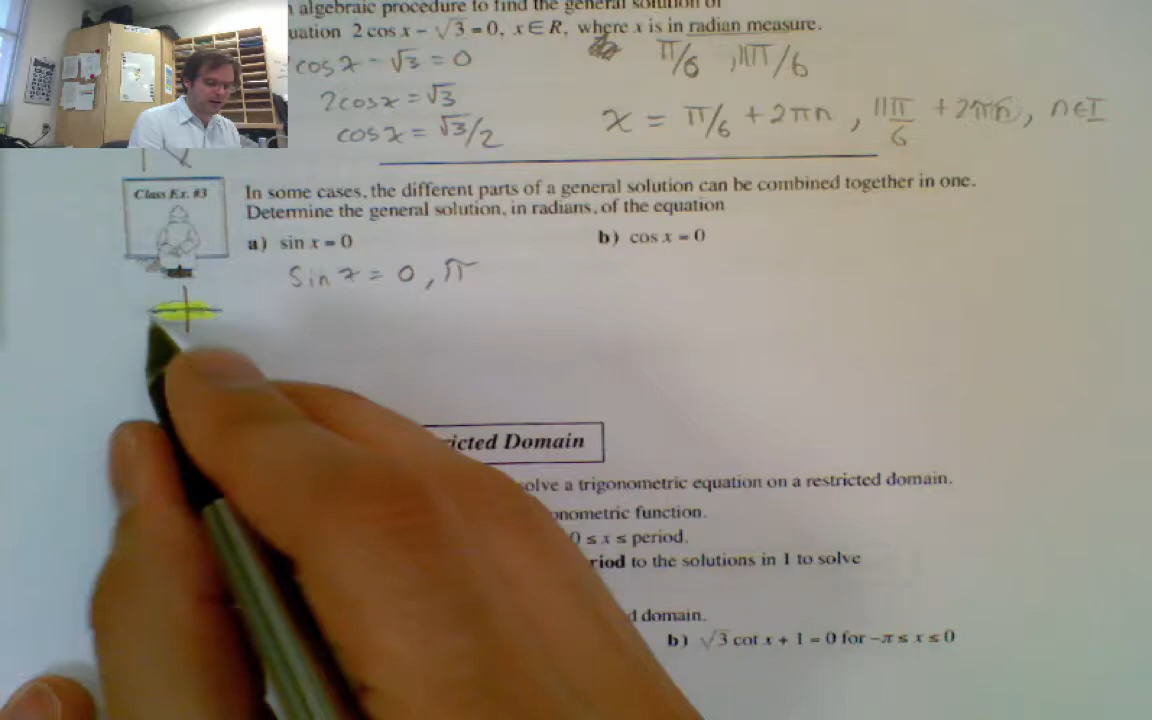 algebraic procedure to find the general solution of
uation 2 cos x − √3 = 0, x ∈ R, where x is in radian measure.
cos x − √3 = 0
π/6 , 11π/6
2cosx = √3
cosx = √3/2
x = π/6 + 2πn , 11π/6 + 2πn, n∈I
Class Ex. #3
In some cases, the different parts of a general solution can be combined together in one.
Determine the general solution, in radians, of the equation
a) sin x = 0
b) cos x = 0
Sin x = 0 , π
icted Domain
olve a trigonometric equation on a restricted domain.
onometric function.
0 ≤ x ≤ period.
riod to the solutions in 1 to solve
d domain.
b) √3 cot x + 1 = 0 for −π ≤ x ≤ 0